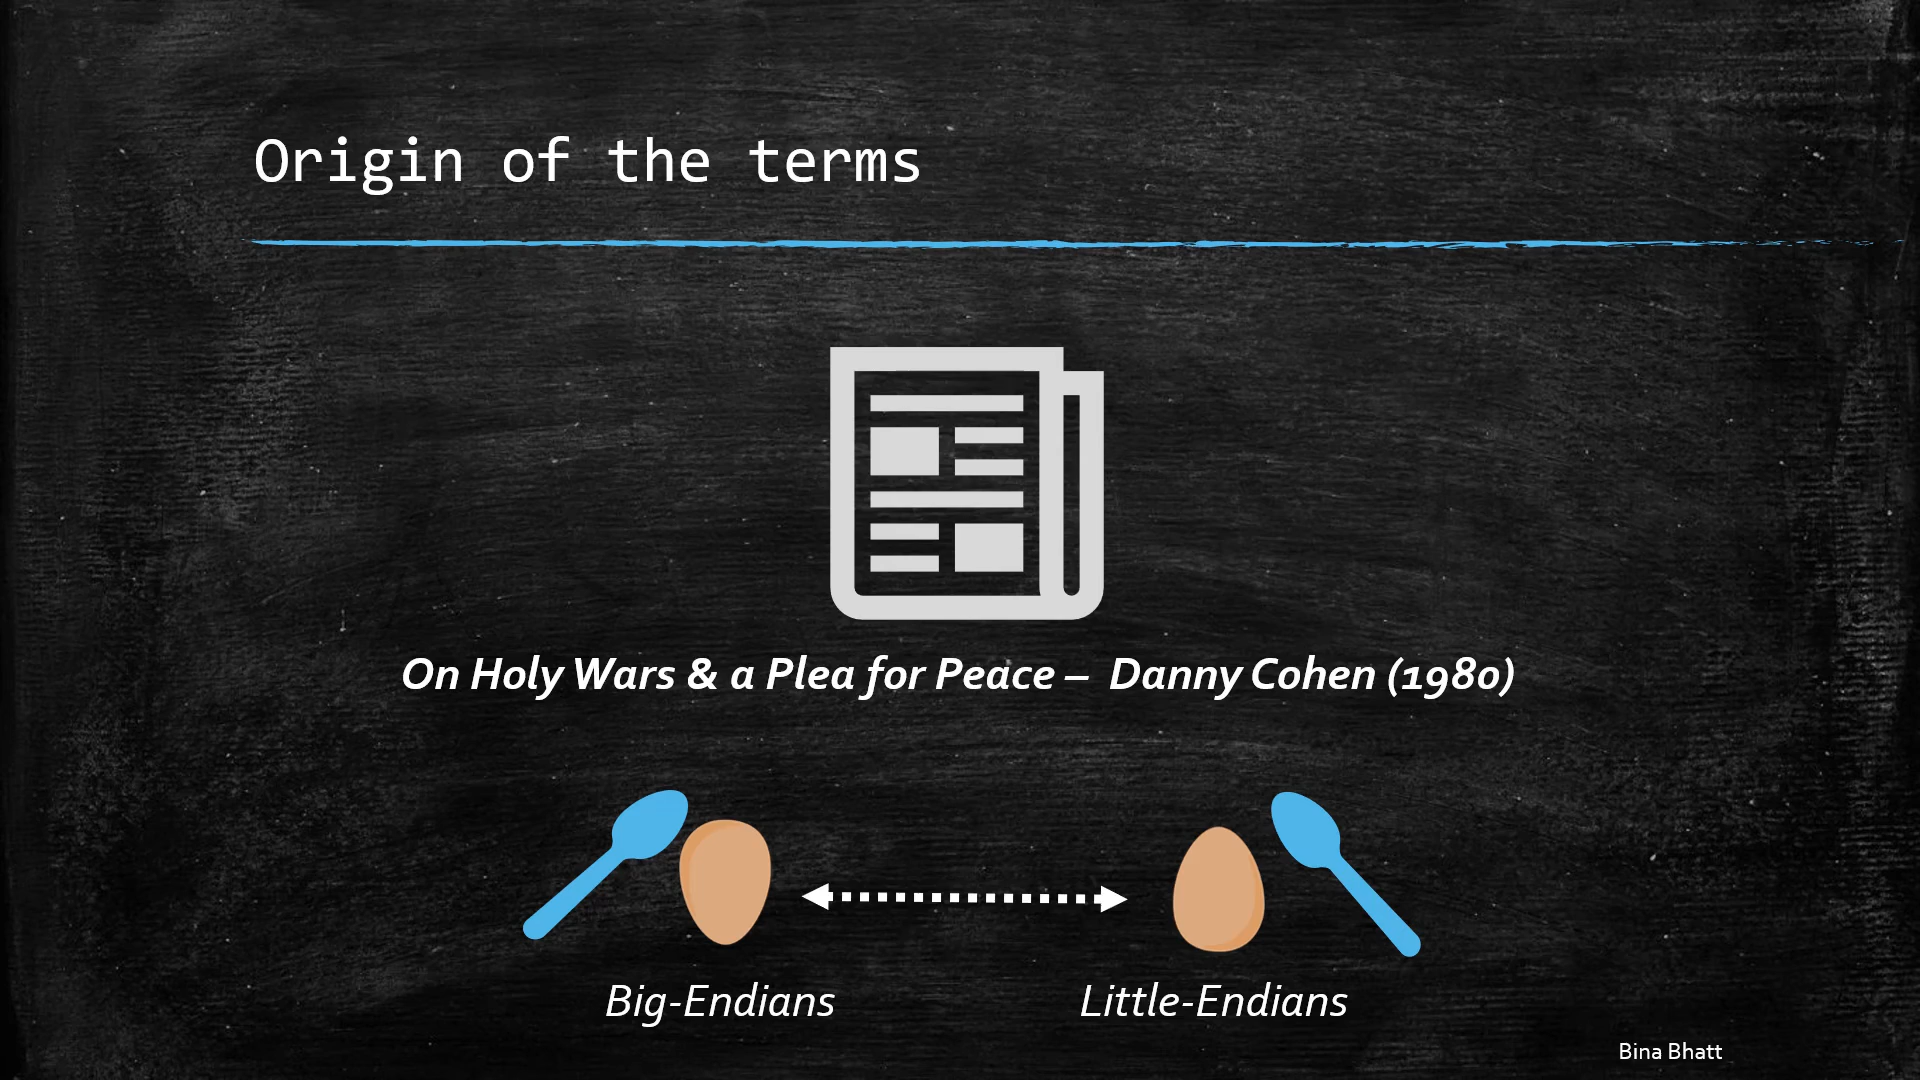 Origin of the terms
On Holy Wars & a Plea for Peace – Danny Cohen (1980)
Big-Endians
Little-Endians
Bina Bhatt